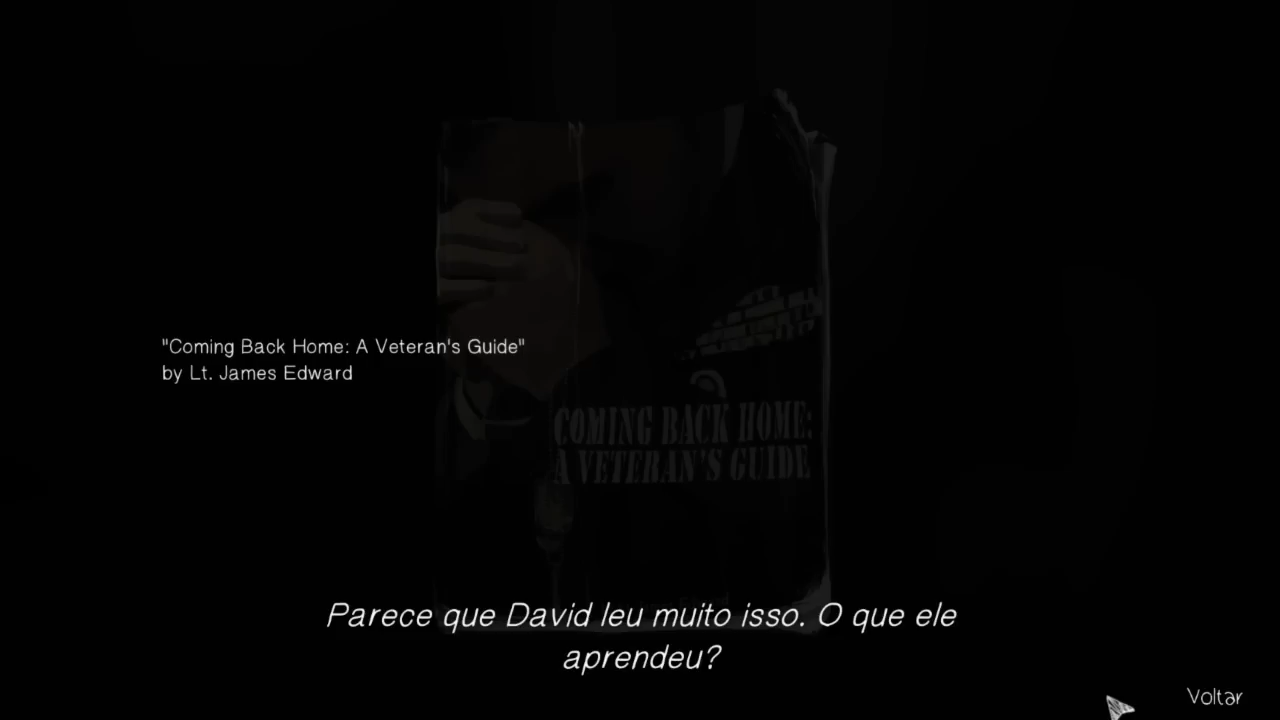 "Coming Back Home: A Veteran's Guide"
by Lt. James Edward
COMING BACK HOME:
A VETERAN'S GUIDE
Parece que David leu muito isso. O que ele
aprendeu?
Voltar